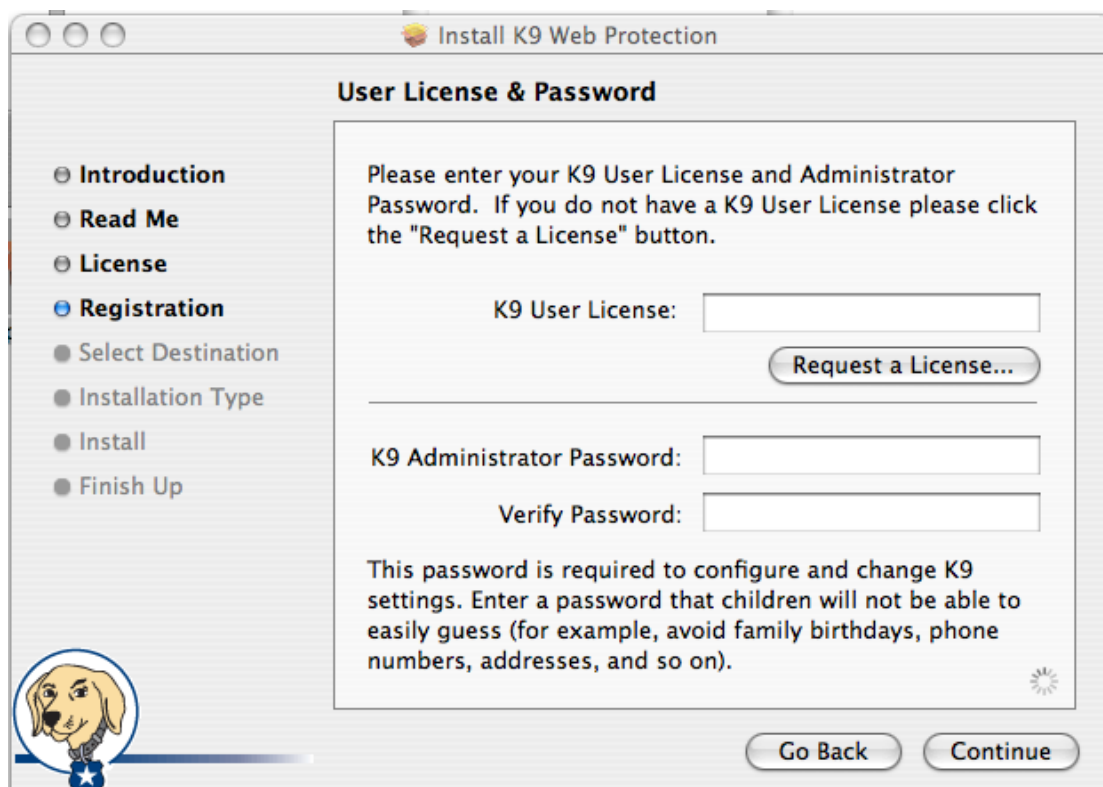 Install K9 Web Protection
User License & Password
Introduction
Read Me
License
Registration
Select Destination
Installation Type
Install
Finish Up
Please enter your K9 User License and Administrator
Password. If you do not have a K9 User License please click
the "Request a License" button.
K9 User License:
Request a License...
K9 Administrator Password:
Verify Password:
This password is required to configure and change K9
settings. Enter a password that children will not be able to
easily guess (for example, avoid family birthdays, phone
numbers, addresses, and so on).
Go Back
Continue